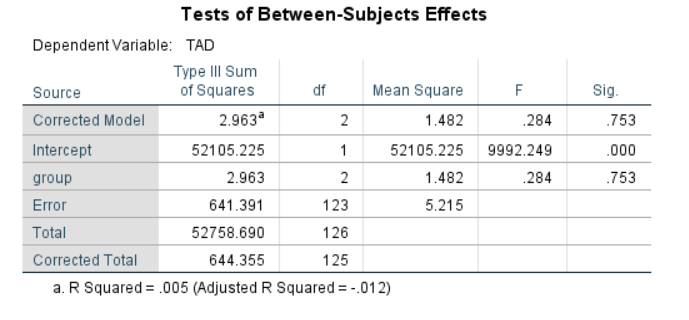 Tests of Between-Subjects Effects
Dependent Variable: TAD
Source Type III Sum of Squares df Mean Square F Sig.
Corrected Model 2.963a 2 1.482 .284 .753
Intercept 52105.225 1 52105.225 9992.249 .000
group 2.963 2 1.482 .284 .753
Error 641.391 123 5.215
Total 52758.690 126
Corrected Total 644.355 125
a. R Squared = .005 (Adjusted R Squared = -.012)